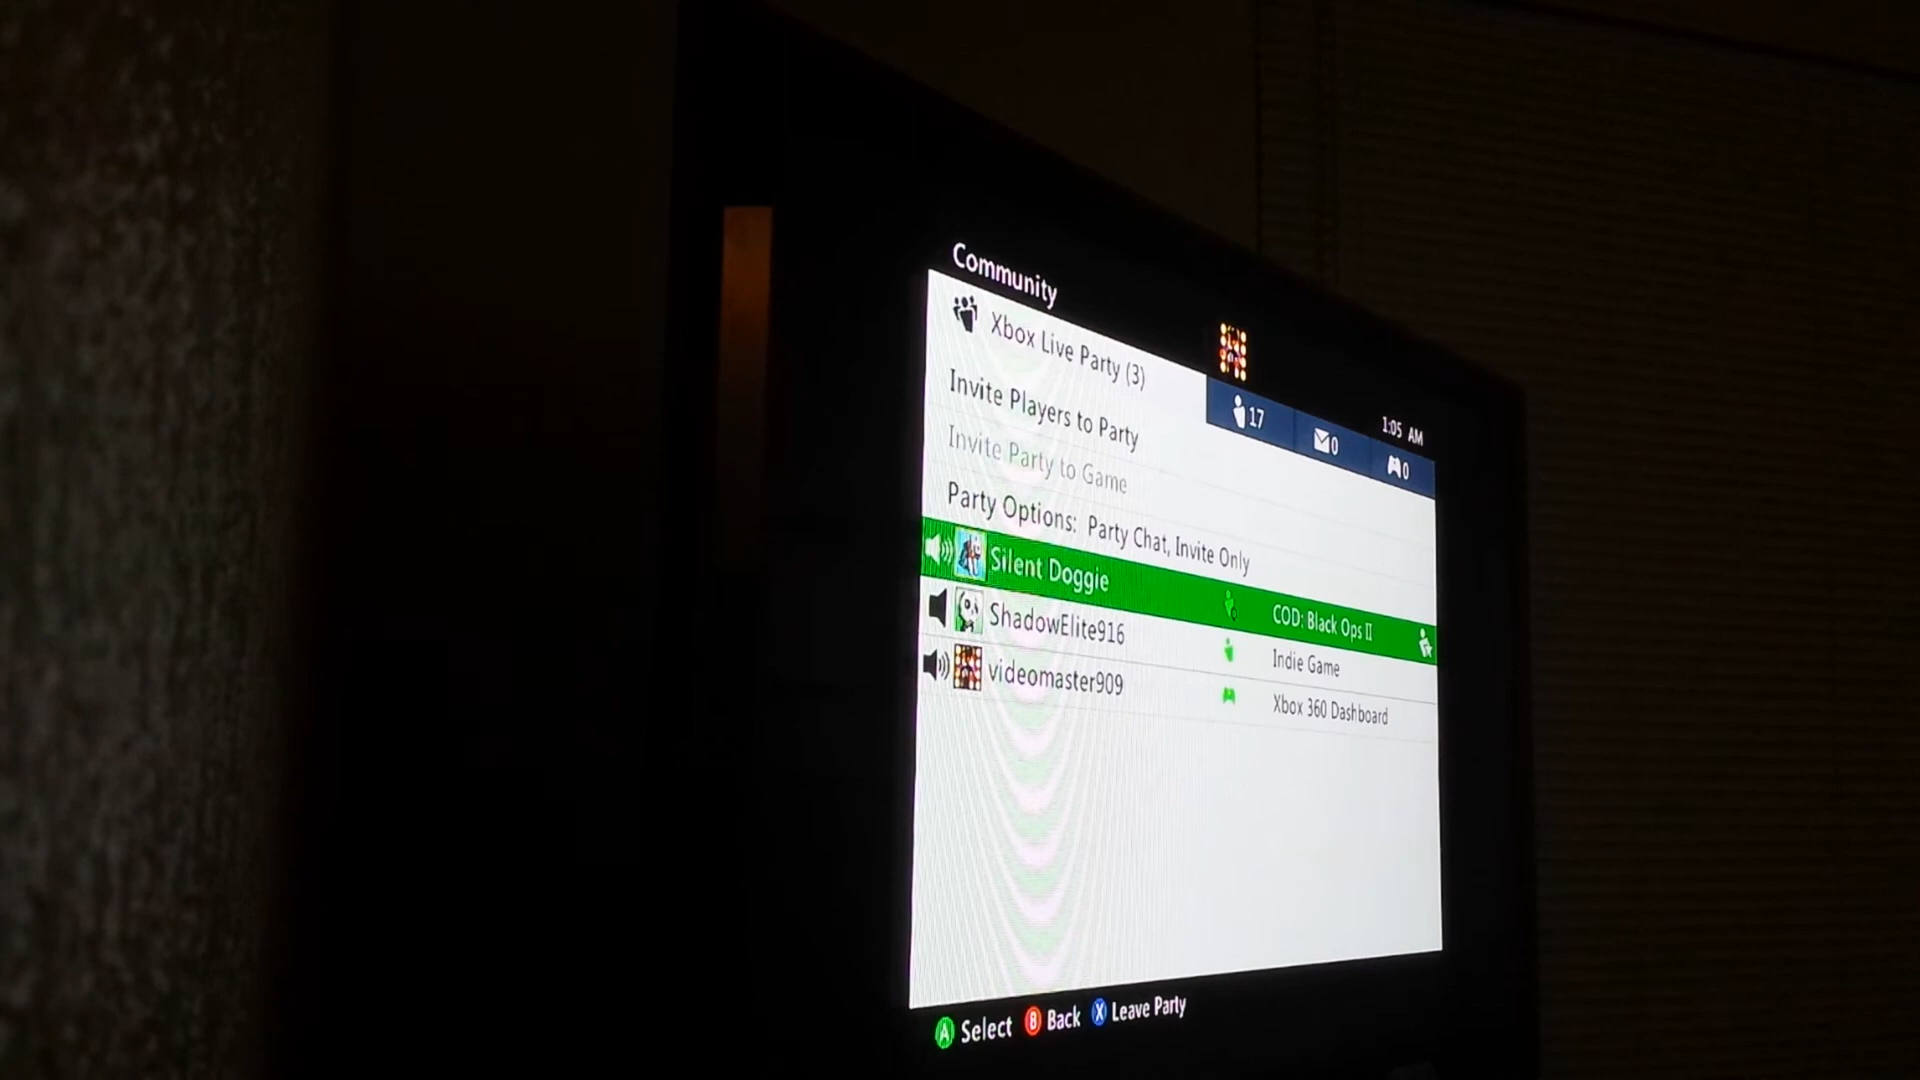 Community
Xbox Live Party (3)
17
0
0
1:05 AM
Invite Players to Party
Invite Party to Game
Party Options: Party Chat, Invite Only
Silent Doggie COD: Black Ops II
ShadowElite916 Indie Game
videomaster909 Xbox 360 Dashboard
A Select B Back X Leave Party